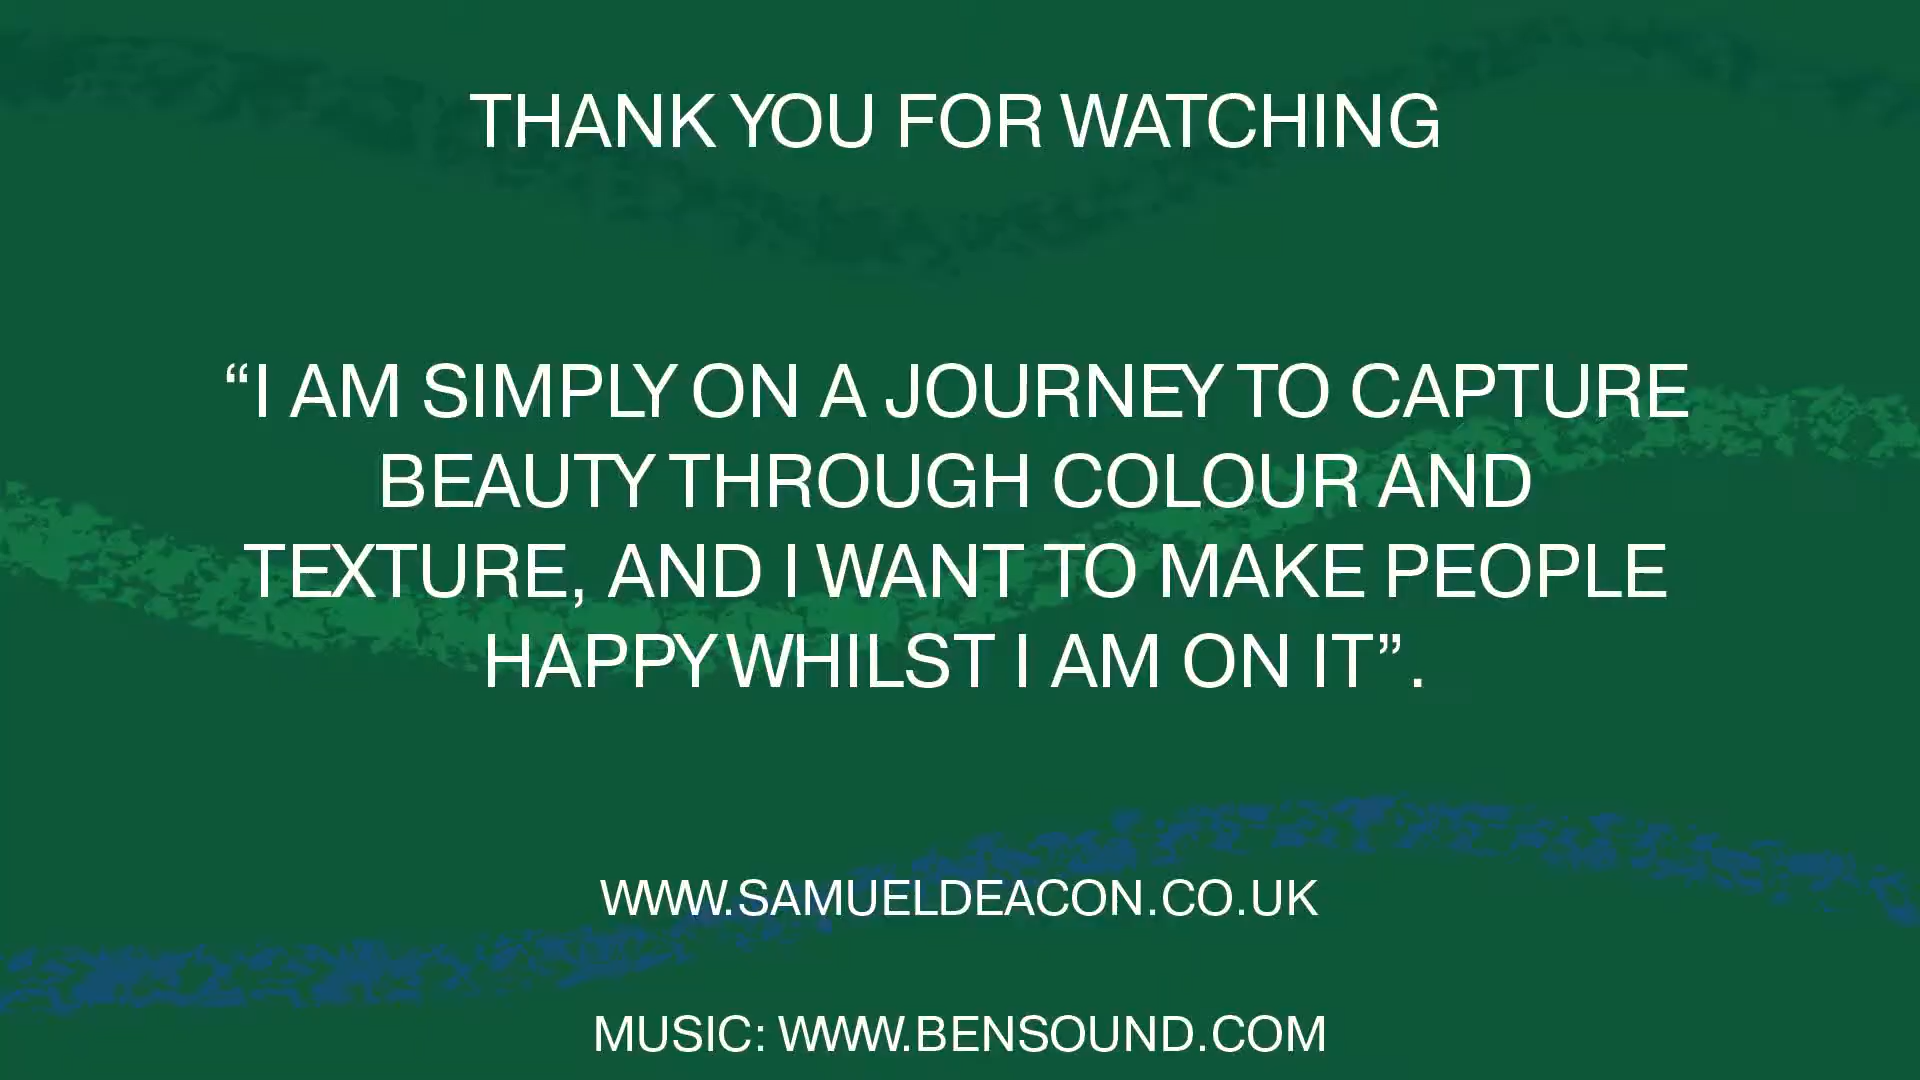 THANK YOU FOR WATCHING
“I AM SIMPLY ON A JOURNEY TO CAPTURE
BEAUTY THROUGH COLOUR AND
TEXTURE, AND I WANT TO MAKE PEOPLE
HAPPY WHILST I AM ON IT”.
WWW.SAMUELDEACON.CO.UK
MUSIC: WWW.BENSOUND.COM